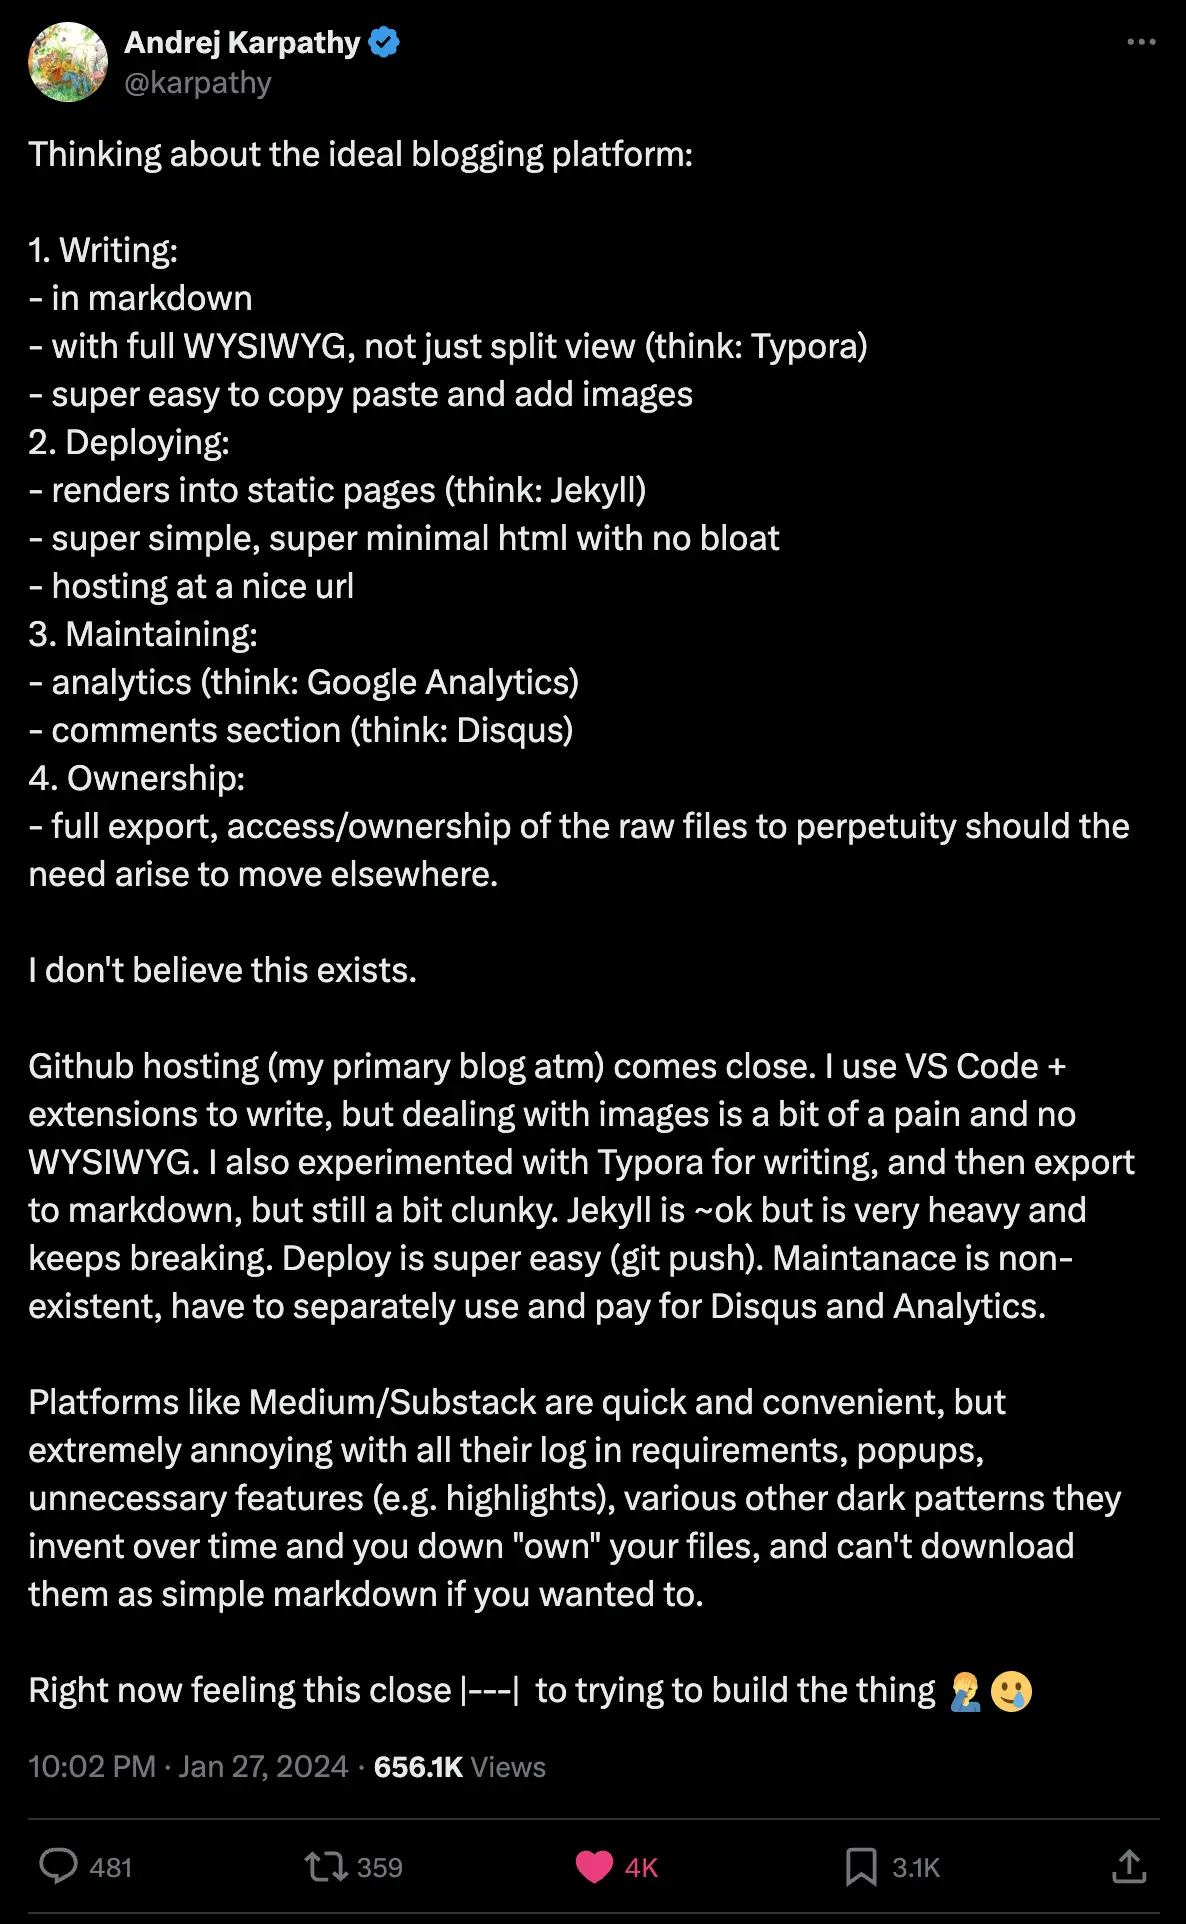 Andrej Karpathy
@karpathy
Thinking about the ideal blogging platform:
1. Writing:
- in markdown
- with full WYSIWYG, not just split view (think: Typora)
- super easy to copy paste and add images
2. Deploying:
- renders into static pages (think: Jekyll)
- super simple, super minimal html with no bloat
- hosting at a nice url
3. Maintaining:
- analytics (think: Google Analytics)
- comments section (think: Disqus)
4. Ownership:
- full export, access/ownership of the raw files to perpetuity should the
need arise to move elsewhere.
I don't believe this exists.
Github hosting (my primary blog atm) comes close. I use VS Code +
extensions to write, but dealing with images is a bit of a pain and no
WYSIWYG. I also experimented with Typora for writing, and then export
to markdown, but still a bit clunky. Jekyll is ~ok but is very heavy and
keeps breaking. Deploy is super easy (git push). Maintanace is non-
existent, have to separately use and pay for Disqus and Analytics.
Platforms like Medium/Substack are quick and convenient, but
extremely annoying with all their log in requirements, popups,
unnecessary features (e.g. highlights), various other dark patterns they
invent over time and you down "own" your files, and can't download
them as simple markdown if you wanted to.
Right now feeling this close |---|  to trying to build the thing 🤦‍♂️🥲
10:02 PM · Jan 27, 2024 · 656.1K Views
481 359 4K 3.1K